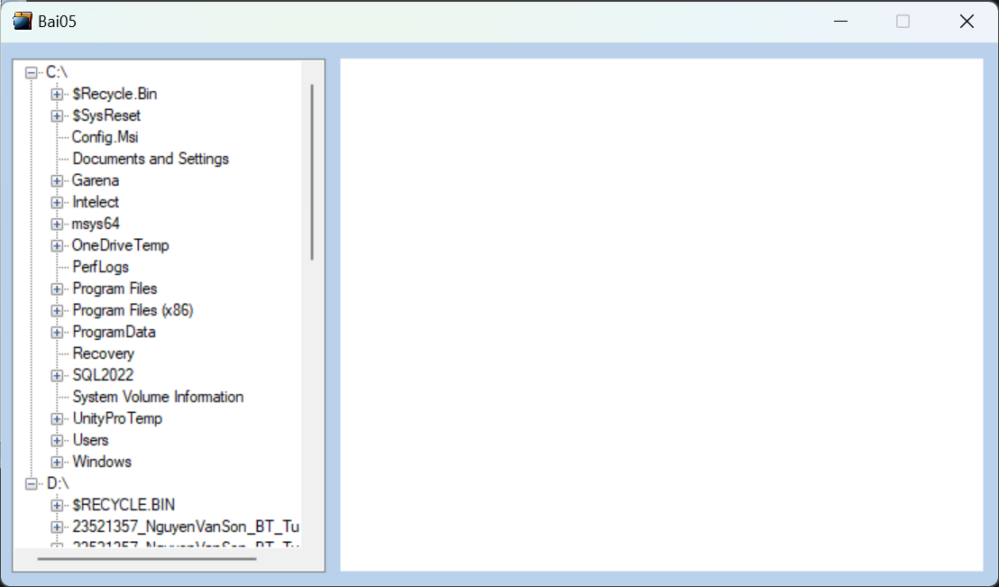 Bai05
C:\
$Recycle.Bin
$SysReset
Config.Msi
Documents and Settings
Garena
Intelect
msys64
OneDriveTemp
PerfLogs
Program Files
Program Files (x86)
ProgramData
Recovery
SQL2022
System Volume Information
UnityProTemp
Users
Windows
D:\
$RECYCLE.BIN
23521357_NguyenVanSon_BT_Tu
23521357_NguyenVanSon_BT_Tu